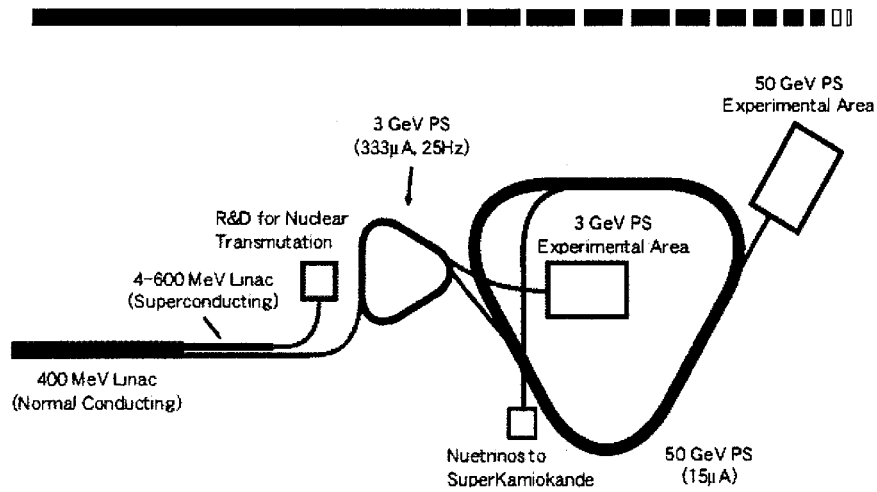 50 GeV PS
Experimental Area
3 GeV PS
(333μA, 25Hz)
R&D for Nuclear
Transmutation
3 GeV PS
Experimental Area
4-600 MeV Linac
(Superconducting)
400 MeV Linac
(Normal Conducting)
Nuetrinos to
SuperKamiokande
50 GeV PS
(15μA)